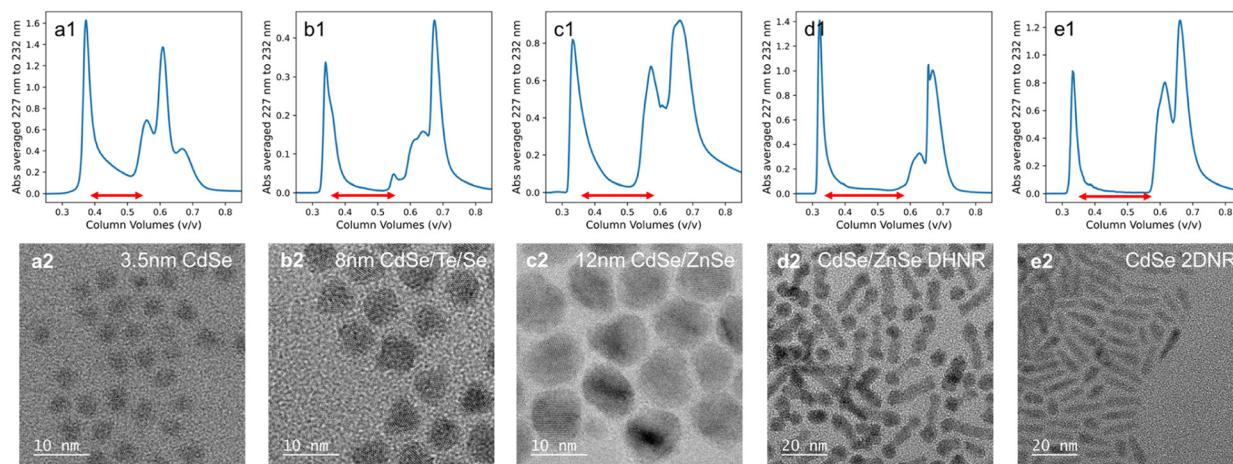 a1
Abs averaged 227 nm to 232 nm
1.6
1.4
1.2
1.0
0.8
0.6
0.4
0.2
0.0
0.3 0.4 0.5 0.6 0.7 0.8
Column Volumes (v/v)
b1
Abs averaged 227 nm to 232 nm
0.4
0.3
0.2
0.1
0.0
0.3 0.4 0.5 0.6 0.7 0.8
Column Volumes (v/v)
c1
Abs averaged 227 nm to 232 nm
0.8
0.6
0.4
0.2
0.0
0.3 0.4 0.5 0.6 0.7 0.8
Column Volumes (v/v)
d1
Abs averaged 227 nm to 232 nm
1.4
1.2
1.0
0.8
0.6
0.4
0.2
0.0
0.3 0.4 0.5 0.6 0.7 0.8
Column Volumes (v/v)
e1
Abs averaged 227 nm to 232 nm
1.2
1.0
0.8
0.6
0.4
0.2
0.0
0.3 0.4 0.5 0.6 0.7 0.8
Column Volumes (v/v)
a2 3.5nm CdSe
10 nm
b2 8nm CdSe/Te/Se
10 nm
c2 12nm CdSe/ZnSe
10 nm
d2 CdSe/ZnSe DHNR
20 nm
e2 CdSe 2DNR
20 nm